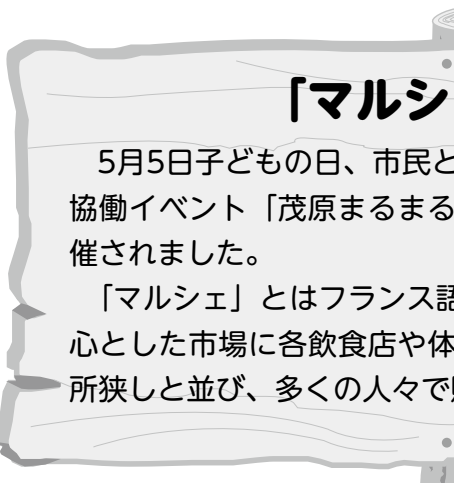 「マルシ
5月5日子どもの日、市民と
協働イベント「茂原まるまる
催されました。
「マルシェ」とはフランス語
心とした市場に各飲食店や体
所狭しと並び、多くの人々で